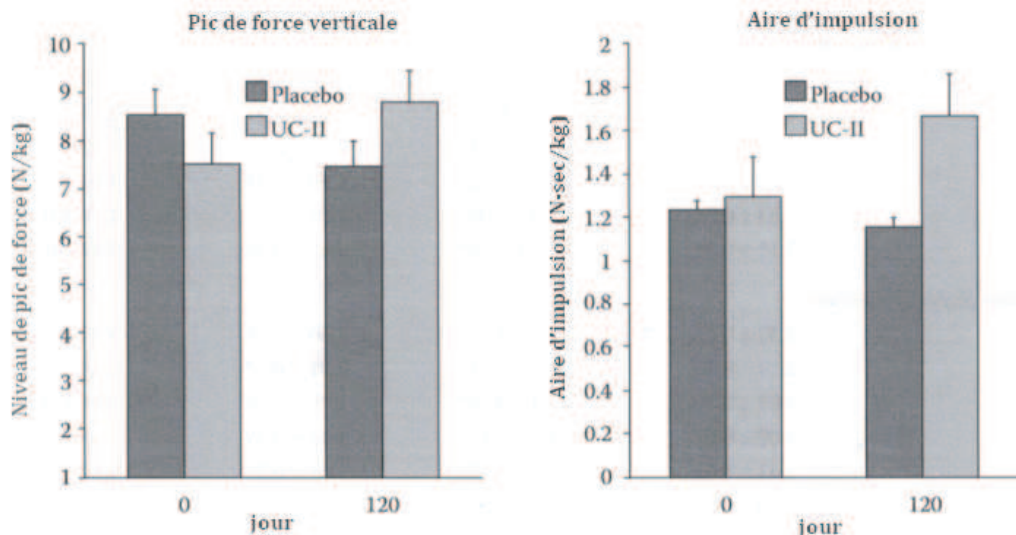 Pic de force verticale
Niveau de pic de force (N/kg)
10
9
8
7
6
5
4
3
2
1
Placebo
UC-II
0
120
jour
Aire d'impulsion
Aire d'impulsion (N•sec/kg)
2
1.8
1.6
1.4
1.2
1
0.8
0.6
0.4
0.2
0
Placebo
UC-II
0
120
jour